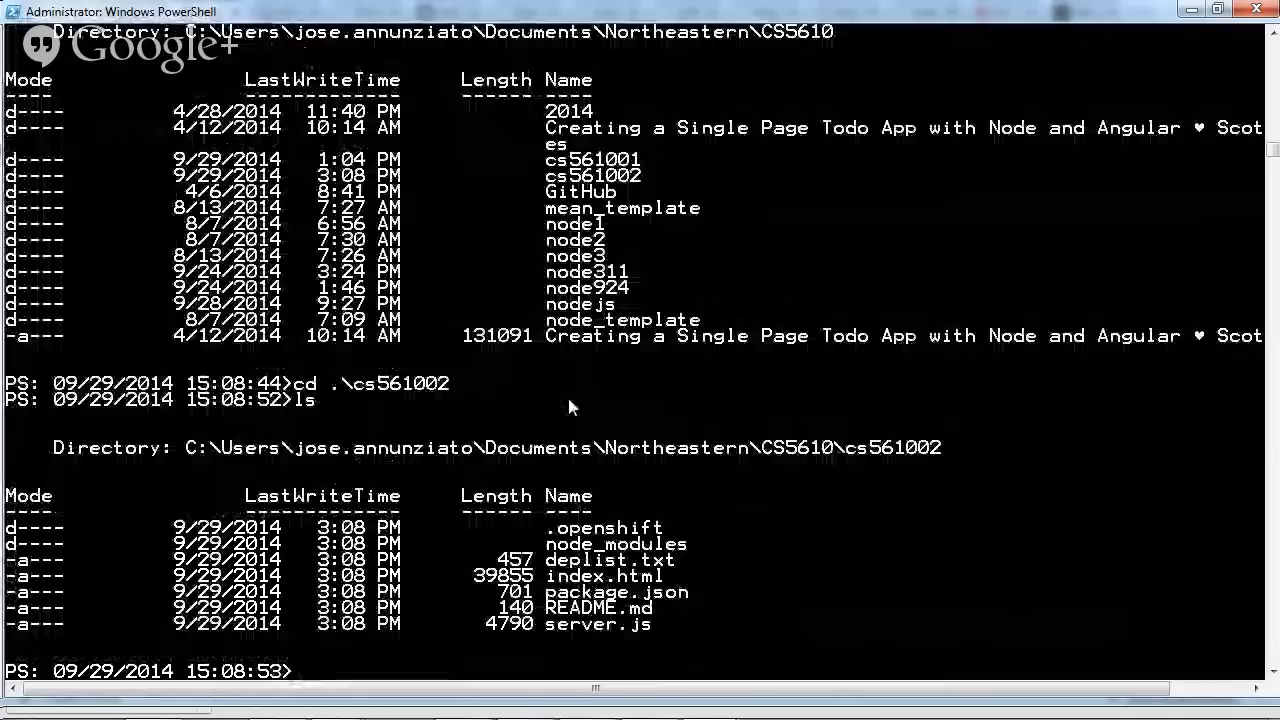 Administrator: Windows PowerShell
Google+
Directory: C:\Users\jose.annunziato\Documents\Northeastern\CS5610
Mode LastWriteTime Length Name
---- ------------- ------ ----
d---- 4/28/2014 11:40 PM 2014
d---- 4/12/2014 10:14 AM Creating a Single Page Todo App with Node and Angular ♥ Scot
es
d---- 9/29/2014 1:04 PM cs561001
d---- 9/29/2014 3:08 PM cs561002
d---- 4/6/2014 8:41 PM GitHub
d---- 8/13/2014 7:27 AM mean_template
d---- 8/7/2014 6:56 AM node1
d---- 8/7/2014 7:30 AM node2
d---- 8/13/2014 7:26 AM node3
d---- 9/24/2014 3:24 PM node311
d---- 9/24/2014 1:46 PM node924
d---- 9/28/2014 9:27 PM nodejs
d---- 8/7/2014 7:09 AM node_template
-a--- 4/12/2014 10:14 AM 131091 Creating a Single Page Todo App with Node and Angular ♥ Scot
PS: 09/29/2014 15:08:44>cd .\cs561002
PS: 09/29/2014 15:08:52>ls
Directory: C:\Users\jose.annunziato\Documents\Northeastern\CS5610\cs561002
Mode LastWriteTime Length Name
---- ------------- ------ ----
d---- 9/29/2014 3:08 PM .openshift
d---- 9/29/2014 3:08 PM node_modules
-a--- 9/29/2014 3:08 PM 457 deplist.txt
-a--- 9/29/2014 3:08 PM 39855 index.html
-a--- 9/29/2014 3:08 PM 701 package.json
-a--- 9/29/2014 3:08 PM 140 README.md
-a--- 9/29/2014 3:08 PM 4790 server.js
PS: 09/29/2014 15:08:53>